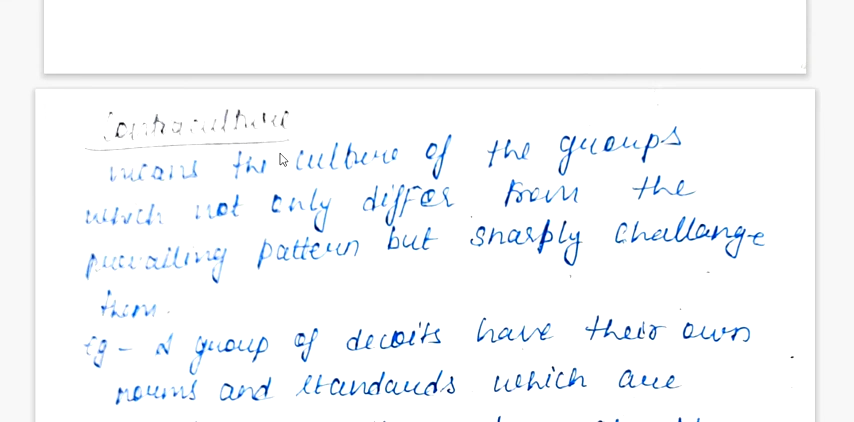 Contraculture
means the culture of the groups
which not only differ from the
prevailing pattern but sharply challange
them.
eg - A group of decoits have their own
norms and standards which are